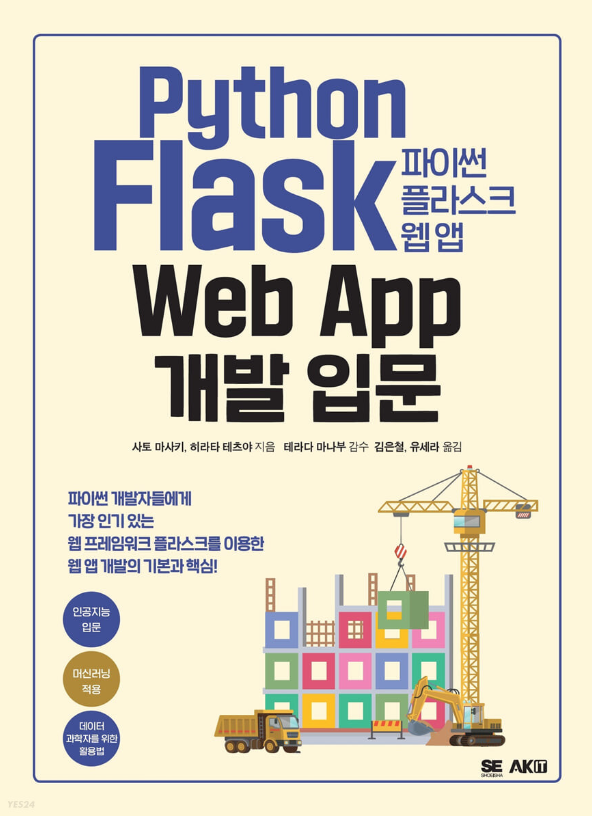 Python
Flask
파이썬
플라스크
웹 앱
Web App
개발 입문
사토 마사키, 히라타 테츠야 지음 테라다 마나부 감수 김은철, 유세라 옮김
파이썬 개발자들에게
가장 인기 있는
웹 프레임워크 플라스크를 이용한
웹 앱 개발의 기본과 핵심!
인공지능
입문
머신러닝
적용
데이터
과학자를 위한
활용법
SE
SHOEISHA
AK IT
YES24